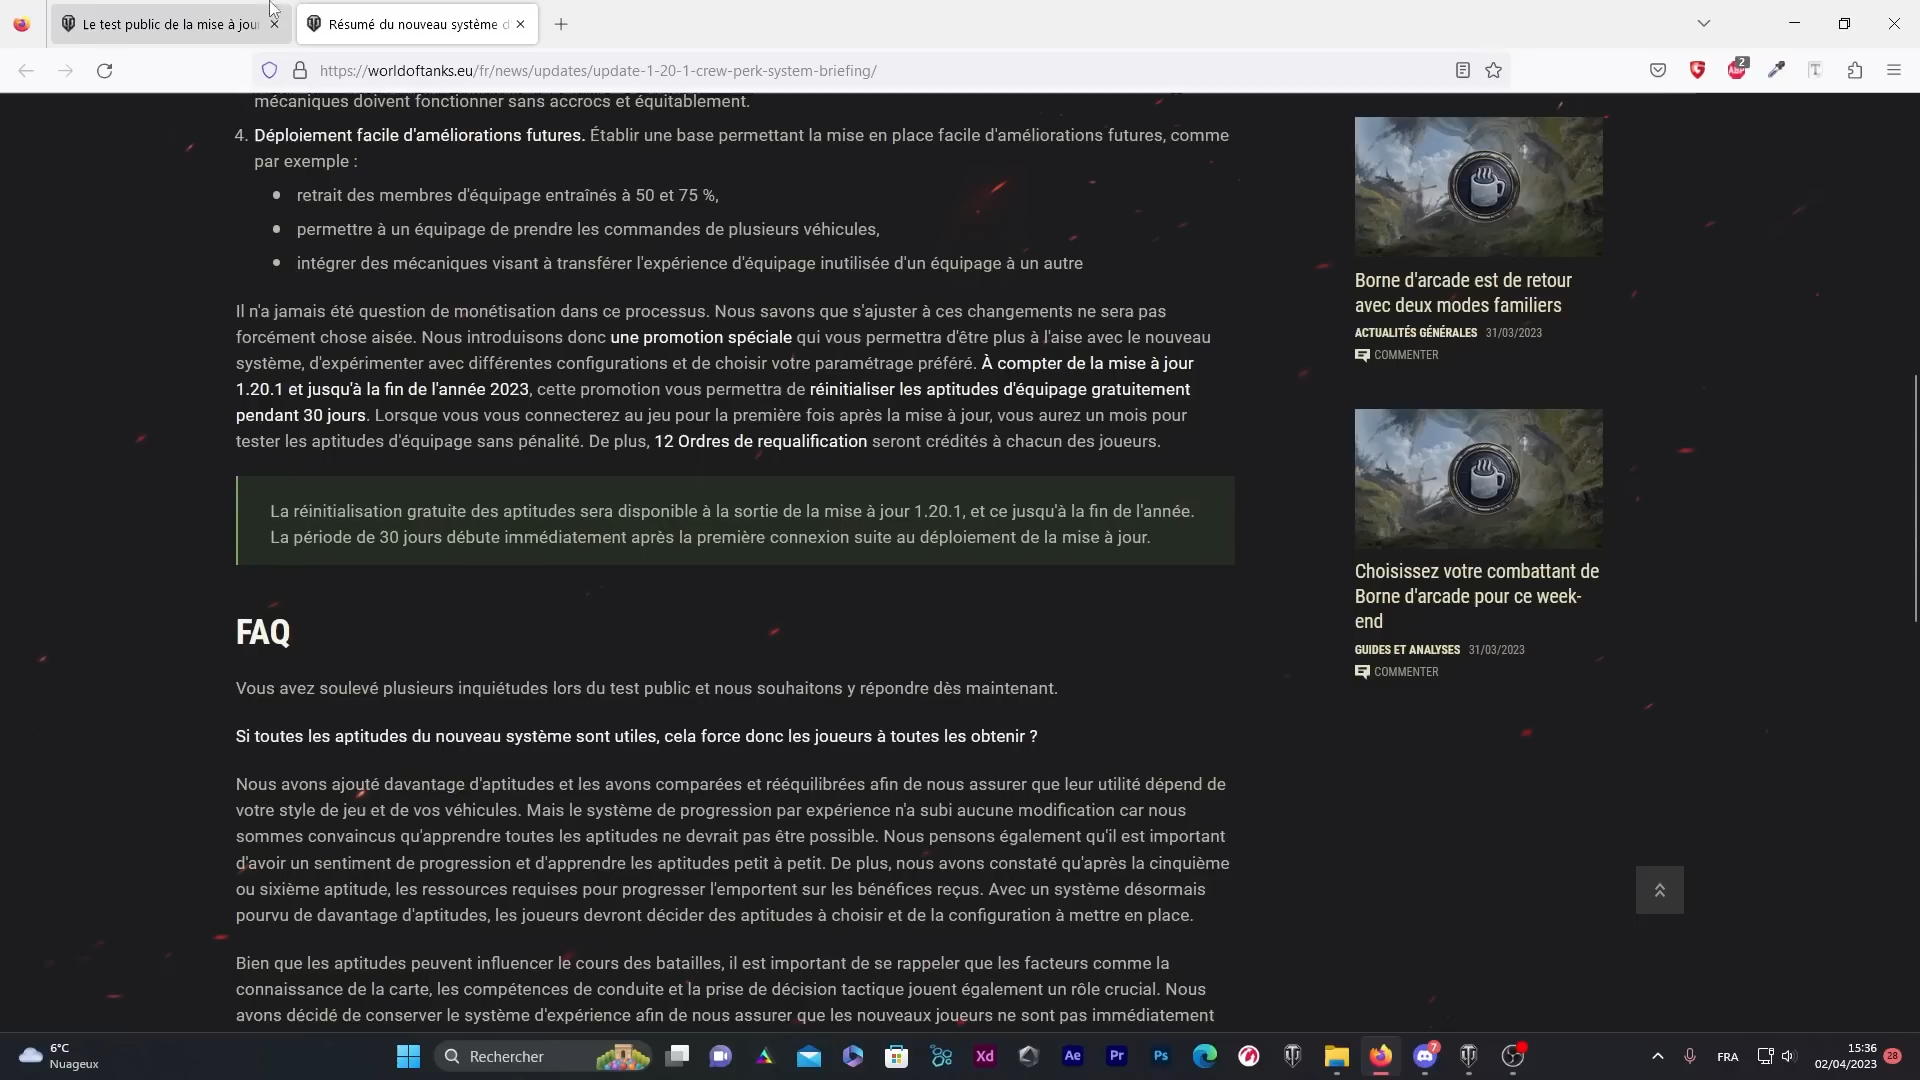 Le test public de la mise à jou
Résumé du nouveau système d
https://worldoftanks.eu/fr/news/updates/update-1-20-1-crew-perk-system-briefing/
2
mécaniques doivent fonctionner sans accrocs et équitablement.
4. Déploiement facile d'améliorations futures. Établir une base permettant la mise en place facile d'améliorations futures, comme
par exemple :
retrait des membres d'équipage entraînés à 50 et 75 %,
permettre à un équipage de prendre les commandes de plusieurs véhicules,
intégrer des mécaniques visant à transférer l'expérience d'équipage inutilisée d'un équipage à un autre
Il n'a jamais été question de monétisation dans ce processus. Nous savons que s'ajuster à ces changements ne sera pas
forcément chose aisée. Nous introduisons donc une promotion spéciale qui vous permettra d'être plus à l'aise avec le nouveau
système, d'expérimenter avec différentes configurations et de choisir votre paramétrage préféré. À compter de la mise à jour
1.20.1 et jusqu'à la fin de l'année 2023, cette promotion vous permettra de réinitialiser les aptitudes d'équipage gratuitement
pendant 30 jours. Lorsque vous vous connecterez au jeu pour la première fois après la mise à jour, vous aurez un mois pour
tester les aptitudes d'équipage sans pénalité. De plus, 12 Ordres de requalification seront crédités à chacun des joueurs.
La réinitialisation gratuite des aptitudes sera disponible à la sortie de la mise à jour 1.20.1, et ce jusqu'à la fin de l'année.
La période de 30 jours débute immédiatement après la première connexion suite au déploiement de la mise à jour.
FAQ
Vous avez soulevé plusieurs inquiétudes lors du test public et nous souhaitons y répondre dès maintenant.
Si toutes les aptitudes du nouveau système sont utiles, cela force donc les joueurs à toutes les obtenir ?
Nous avons ajouté davantage d'aptitudes et les avons comparées et rééquilibrées afin de nous assurer que leur utilité dépend de
votre style de jeu et de vos véhicules. Mais le système de progression par expérience n'a subi aucune modification car nous
sommes convaincus qu'apprendre toutes les aptitudes ne devrait pas être possible. Nous pensons également qu'il est important
d'avoir un sentiment de progression et d'apprendre les aptitudes petit à petit. De plus, nous avons constaté qu'après la cinquième
ou sixième aptitude, les ressources requises pour progresser l'emportent sur les bénéfices reçus. Avec un système désormais
pourvu de davantage d'aptitudes, les joueurs devront décider des aptitudes à choisir et de la configuration à mettre en place.
Bien que les aptitudes peuvent influencer le cours des batailles, il est important de se rappeler que les facteurs comme la
connaissance de la carte, les compétences de conduite et la prise de décision tactique jouent également un rôle crucial. Nous
avons décidé de conserver le système d'expérience afin de nous assurer que les nouveaux joueurs ne sont pas immédiatement
Borne d'arcade est de retour
avec deux modes familiers
ACTUALITÉS GÉNÉRALES 31/03/2023
COMMENTER
Choisissez votre combattant de
Borne d'arcade pour ce week-
end
GUIDES ET ANALYSES 31/03/2023
COMMENTER
6°C
Nuageux
Rechercher
Xd
Ae
Pr
Ps
7
FRA
15:36
02/04/2023
28